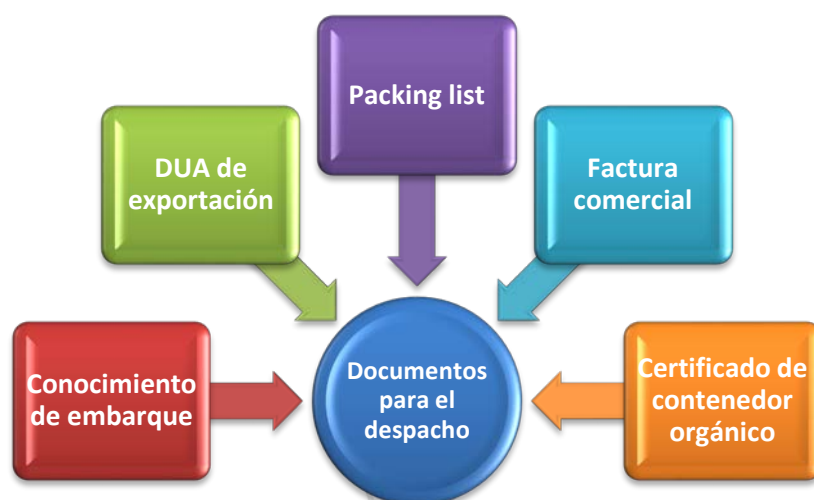 Packing list
DUA de
exportación
Factura
comercial
Conocimiento
de embarque
Documentos
para el
despacho
Certificado de
contenedor
orgánico